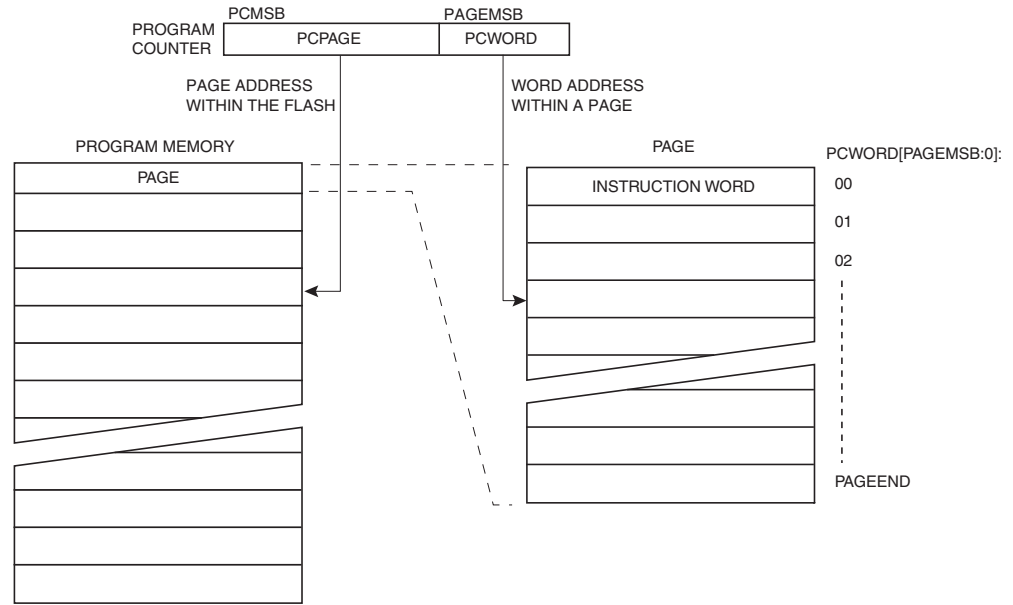 PCMSB PAGEMSB
PROGRAM
COUNTER
PCPAGE PCWORD
PAGE ADDRESS
WITHIN THE FLASH
WORD ADDRESS
WITHIN A PAGE
PROGRAM MEMORY
PAGE
PAGE
PCWORD[PAGEMSB:0]:
INSTRUCTION WORD
00
01
02
PAGEEND